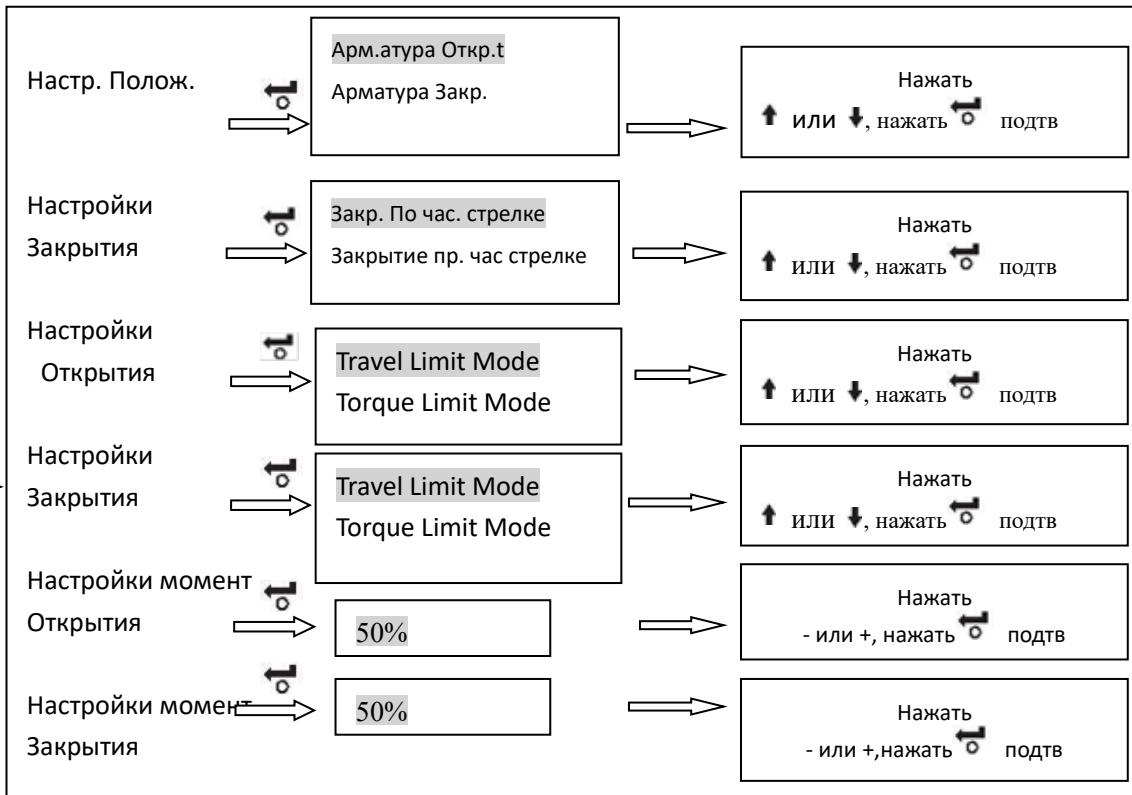 Настр. Полож.
Арм.атура Откр.t
Арматура Закр.
Нажать
или , нажать подтв
Настройки
Закрытия
Закр. По час. стрелке
Закрытие пр. час стрелке
Нажать
или , нажать подтв
Настройки
Открытия
Travel Limit Mode
Torque Limit Mode
Нажать
или , нажать подтв
Настройки
Закрытия
Travel Limit Mode
Torque Limit Mode
Нажать
или , нажать подтв
Настройки момент
Открытия
50%
Нажать
- или +, нажать подтв
Настройки момент
Закрытия
50%
Нажать
- или +,нажать подтв